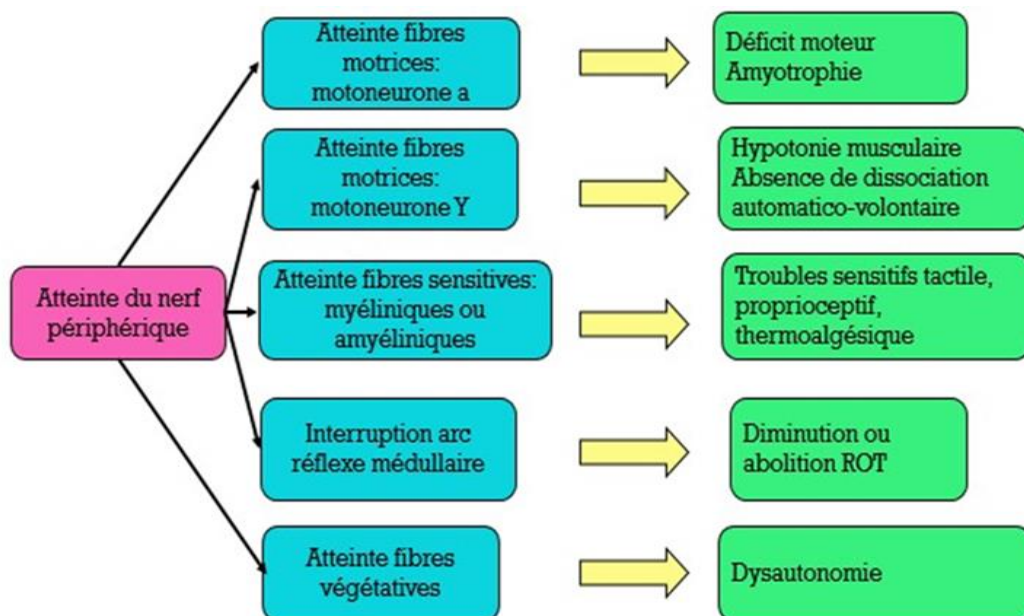 Atteinte du nerf
périphérique
Atteinte fibres
motrices:
motoneurone a
Déficit moteur
Amyotrophie
Atteinte fibres
motrices:
motoneurone Y
Hypotonie musculaire
Absence de dissociation
automatico-volontaire
Atteinte fibres sensitives:
myéliniques ou
amyéliniques
Troubles sensitifs tactile,
proprioceptif,
thermoalgésique
Interruption arc
réflexe médullaire
Diminution ou
abolition ROT
Atteinte fibres
végétatives
Dysautonomie